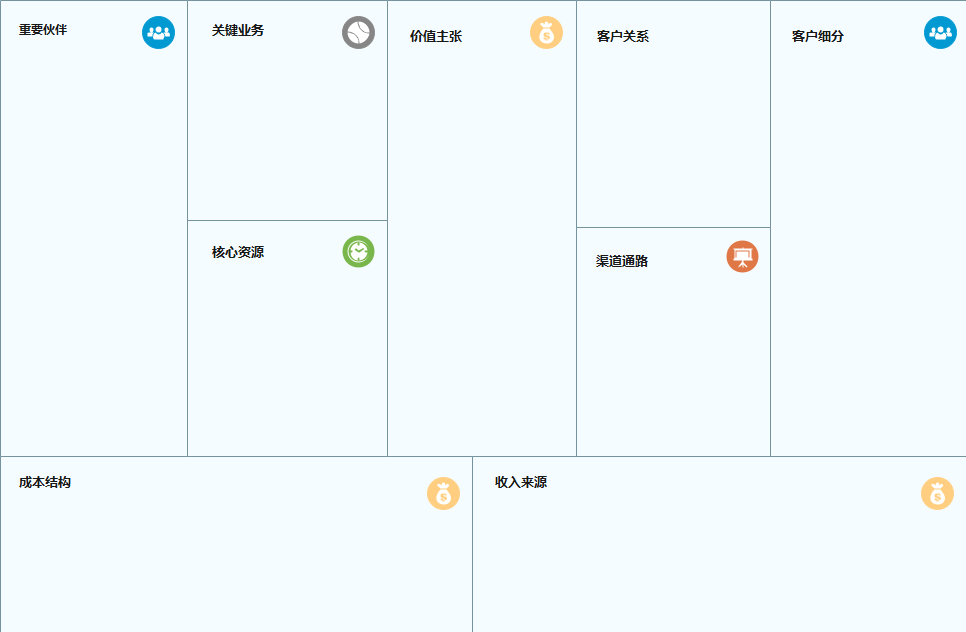 重要伙伴
关键业务
价值主张
客户关系
客户细分
核心资源
渠道通路
成本结构
收入来源